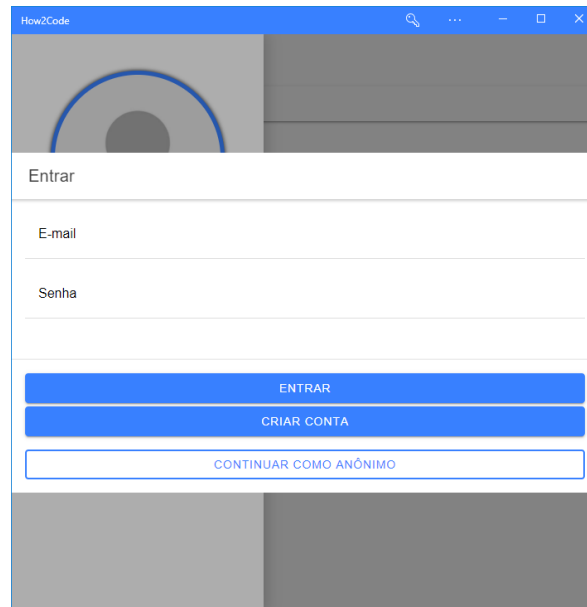 How2Code
Entrar
E-mail
Senha
ENTRAR
CRIAR CONTA
CONTINUAR COMO ANÔNIMO